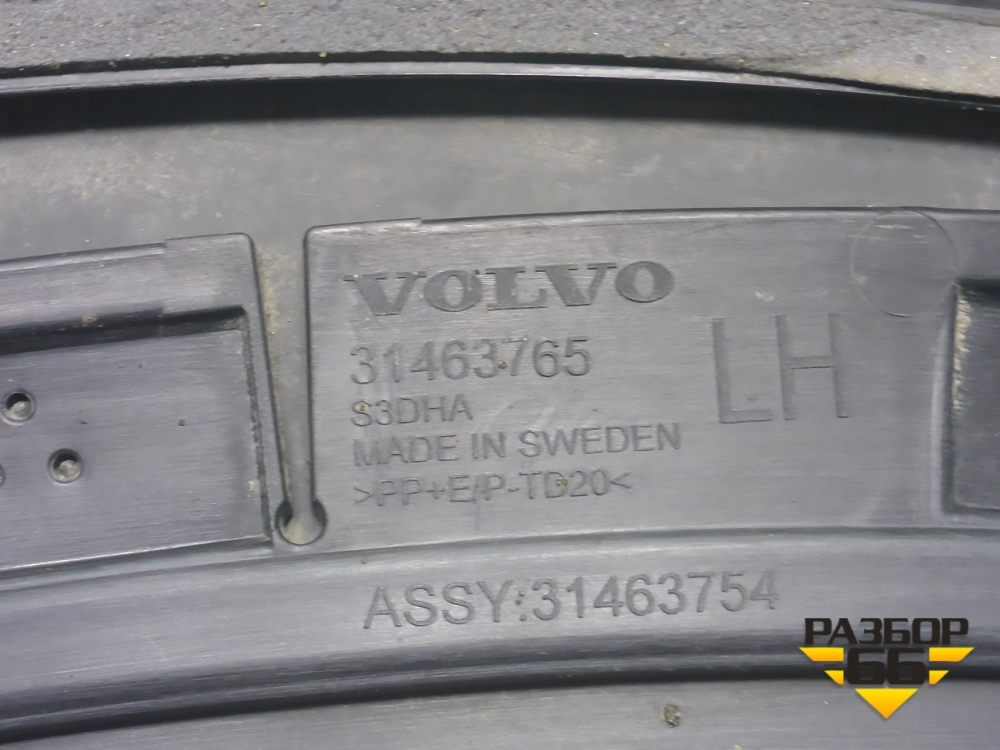 VOLVO
31463765
LH
S3DHA
MADE IN SWEDEN
>PP+E/P-TD20<
ASSY:31463754
РАЗБОР
66